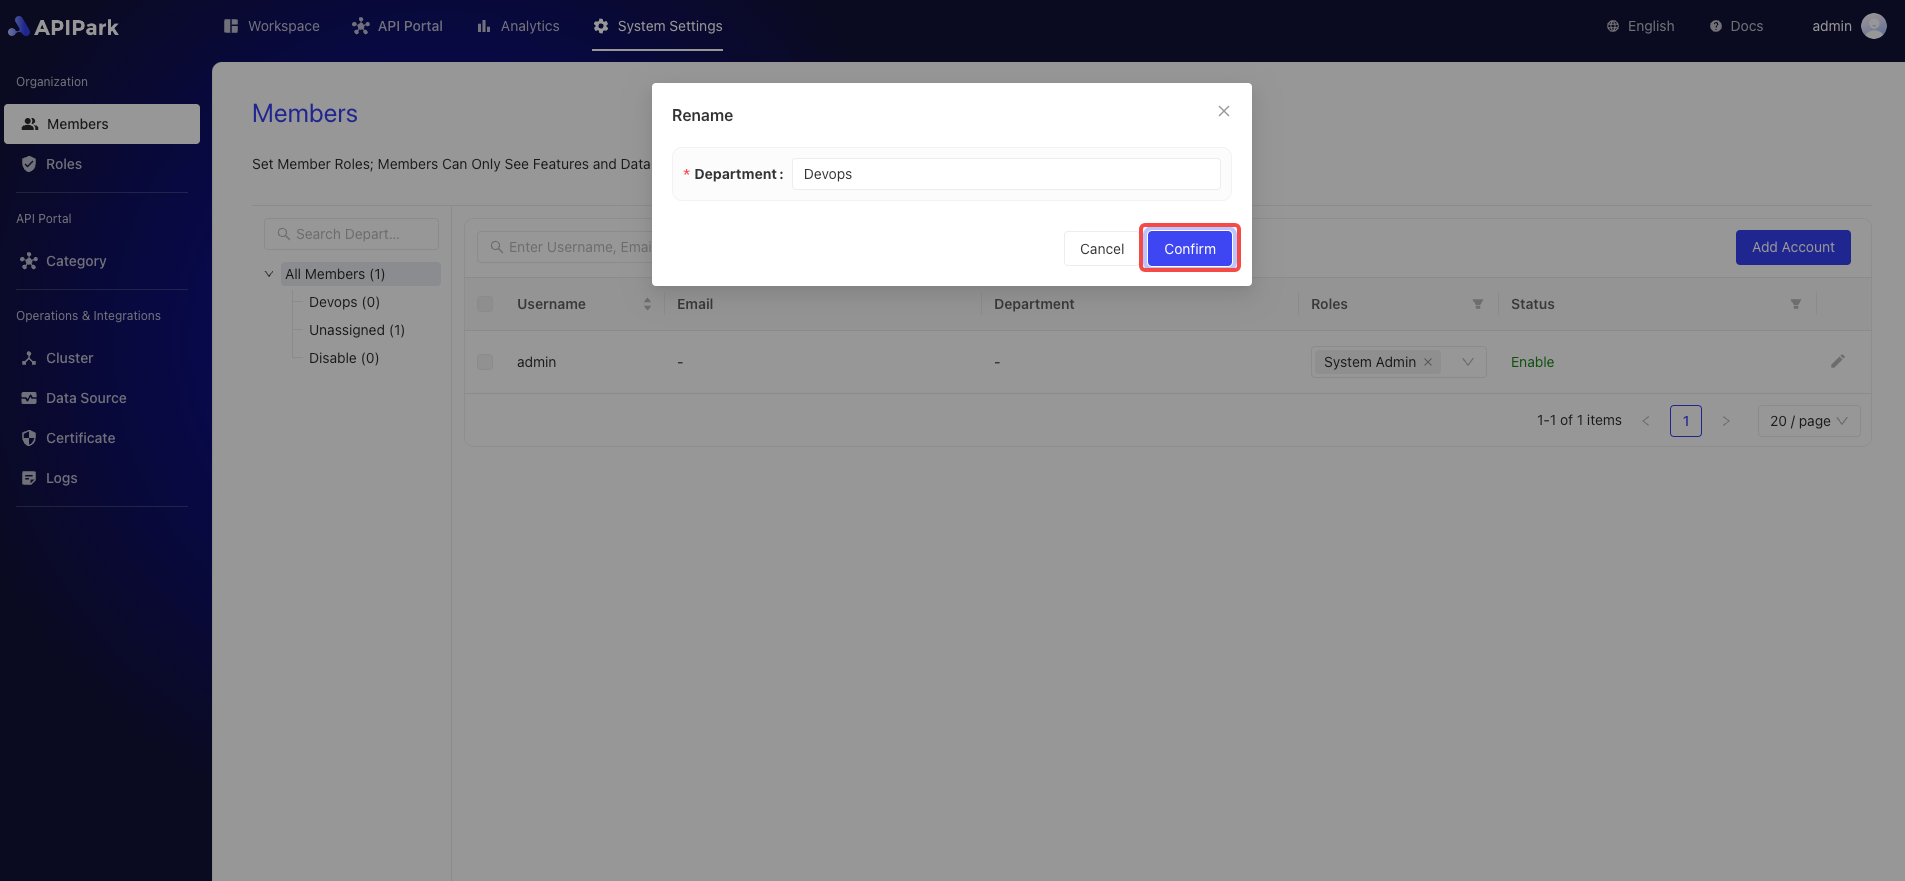 APIPark
Workspace
API Portal
Analytics
System Settings
English
Docs
admin
Organization
Members
Roles
API Portal
Category
Operations & Integrations
Cluster
Data Source
Certificate
Logs
Members
Set Member Roles; Members Can Only See Features and Data
Search Depart...
All Members (1)
Devops (0)
Unassigned (1)
Disable (0)
Rename
* Department :
Devops
Cancel
Confirm
Enter Username, Emai
Add Account
Username
Email
Department
Roles
Status
admin
-
-
System Admin
Enable
1-1 of 1 items
1
20 / page